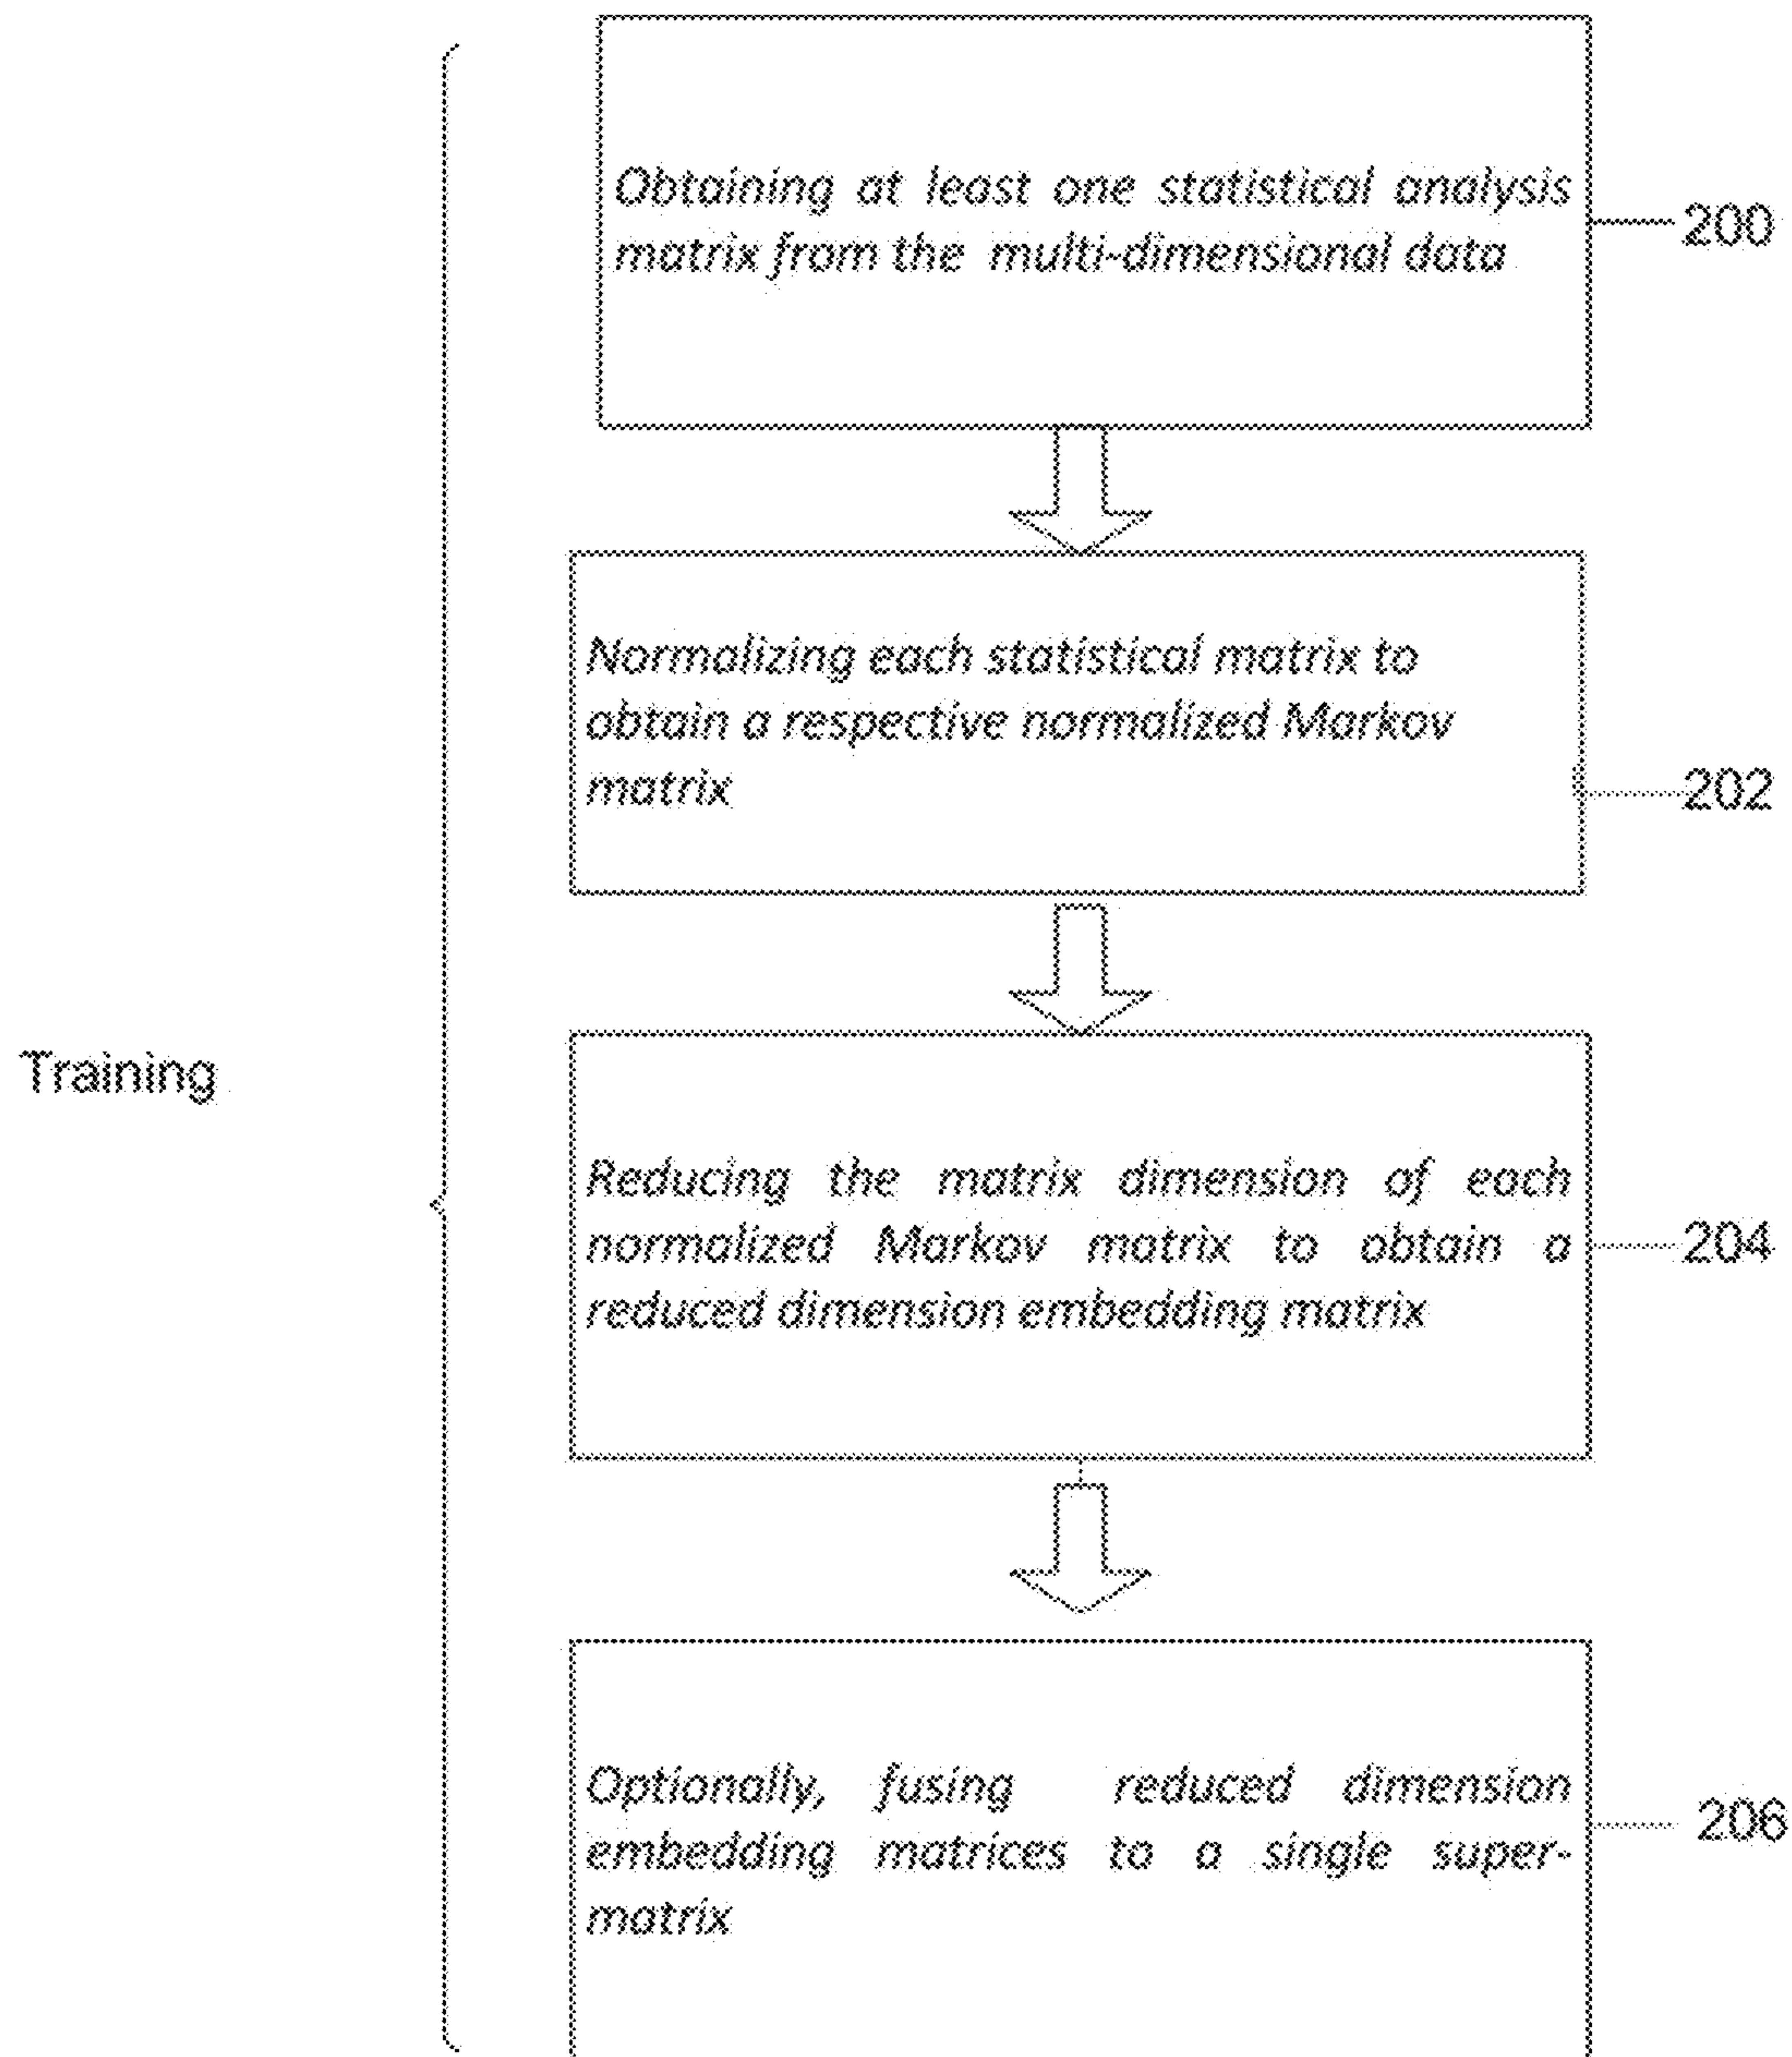 Obtaining at least one statistical analysis
matrix from the multi-dimensional data
200
Normalizing each statistical matrix to
obtain a respective normalized Markov
matrix
202
Training
Reducing the matrix dimension of each
normalized Markov matrix to obtain a
reduced dimension embedding matrix
204
Optionally, fusing reduced dimension
embedding matrices to a single super-
matrix
206